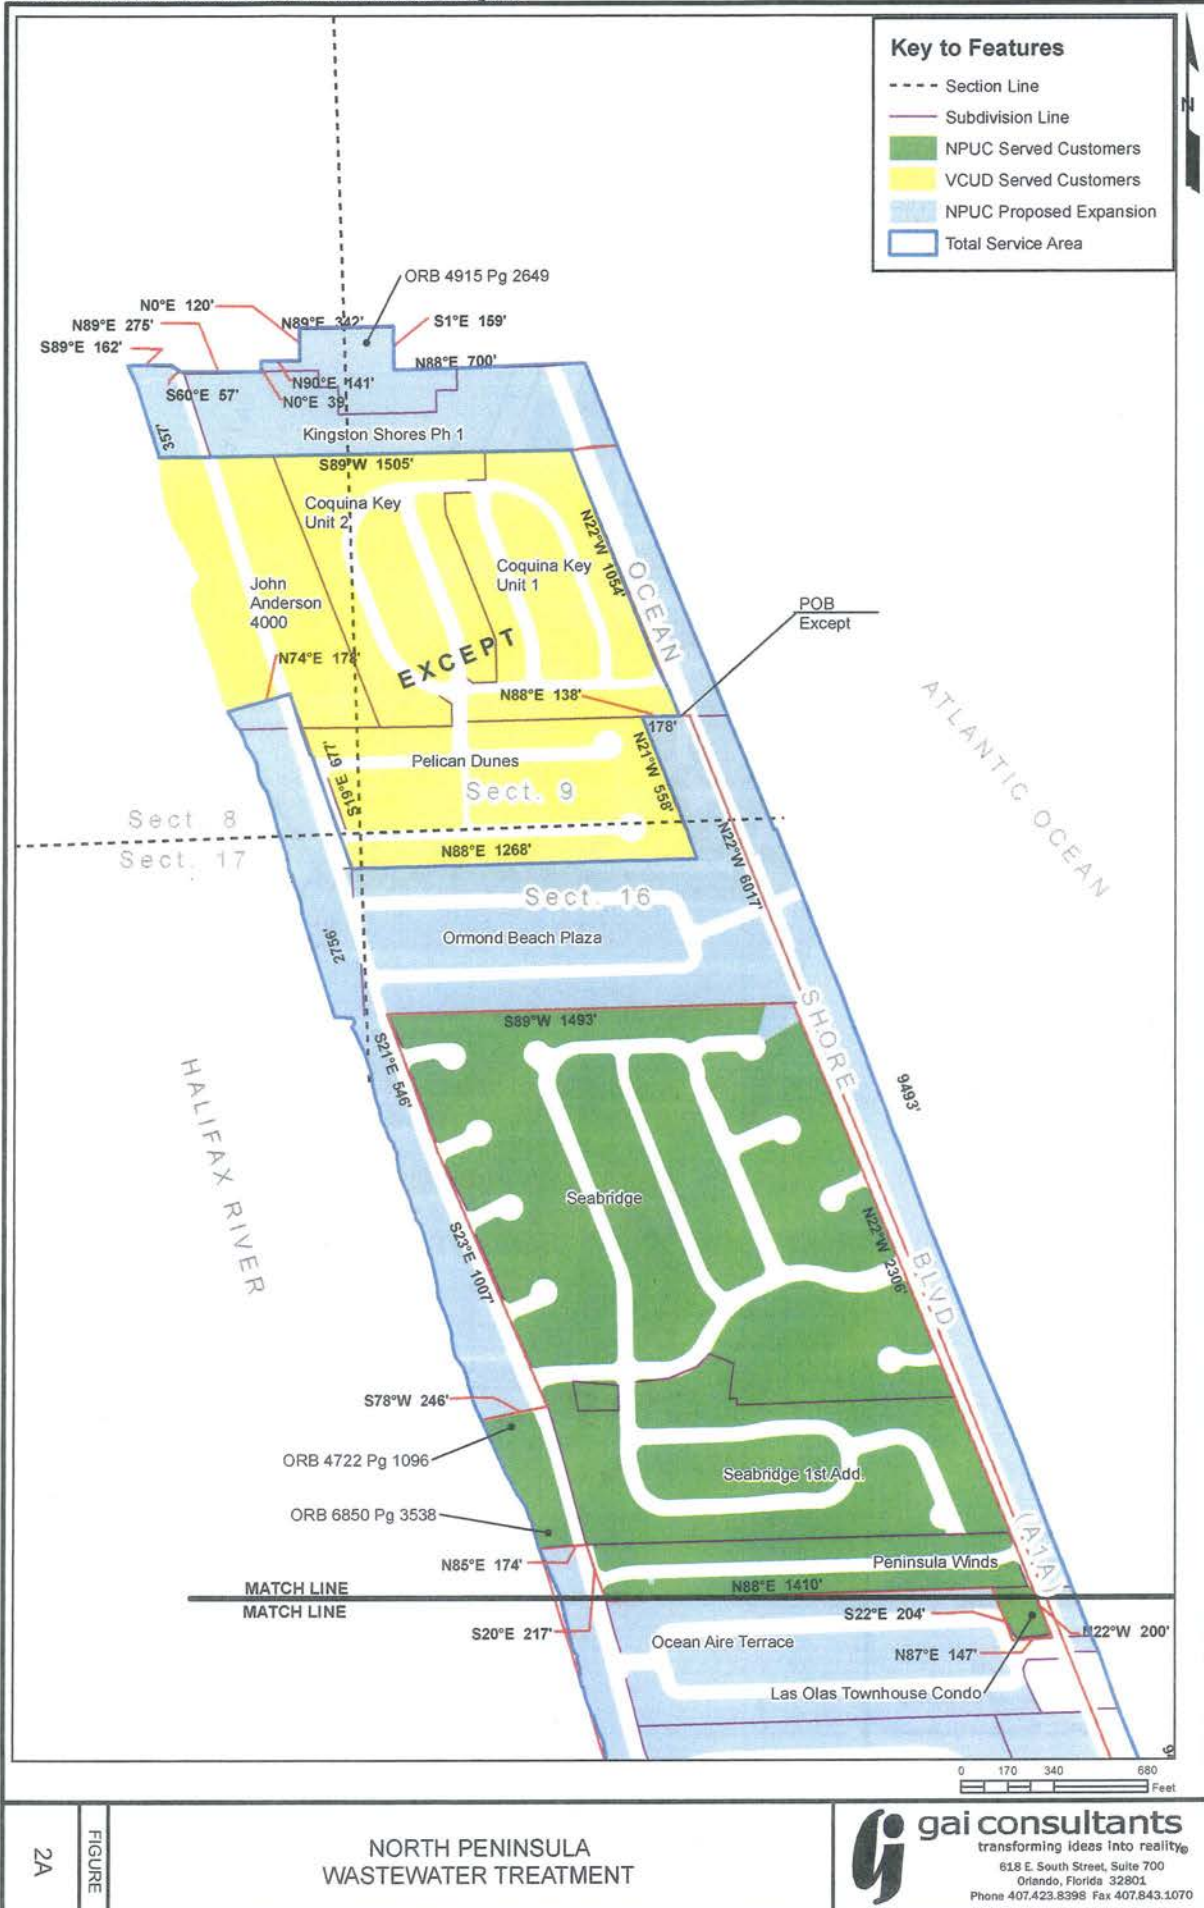 Key to Features
Section Line
Subdivision Line
NPUC Served Customers
VCUD Served Customers
NPUC Proposed Expansion
Total Service Area
N
ORB 4915 Pg 2649
N0°E 120'
N89°E 342'
S1°E 159'
N89°E 275'
S89°E 162'
N88°E 700'
N90°E 141'
S60°E 57'
N0°E 39'
357'
Kingston Shores Ph 1
S89°W 1505'
Coquina Key
Unit 2
N22°W 1054'
OCEAN
Coquina Key
Unit 1
John
Anderson
4000
POB
Except
EXCEPT
N74°E 178'
N88°E 138'
178'
ATLANTIC OCEAN
S19°E 677'
Pelican Dunes
N21°W 558'
Sect. 9
Sect. 8
Sect. 17
N88°E 1268'
N22°W 6017'
Sect. 16
2756'
Ormond Beach Plaza
SHORE
S89°W 1493'
S21°E 546'
9493'
HALIFAX RIVER
Seabridge
N22°W 2306'
S23°E 1007'
BLVD
S78°W 246'
ORB 4722 Pg 1096
Seabridge 1st Add.
ORB 6850 Pg 3538
(A1A)
N85°E 174'
Peninsula Winds
N88°E 1410'
MATCH LINE
MATCH LINE
S22°E 204'
S20°E 217'
N22°W 200'
Ocean Aire Terrace
N87°E 147'
Las Olas Townhouse Condo
0 170 340 680
Feet
2A
FIGURE
NORTH PENINSULA
WASTEWATER TREATMENT
gai consultants
transforming ideas into reality®
618 E. South Street, Suite 700
Orlando, Florida 32801
Phone 407.423.8398 Fax 407.843.1070